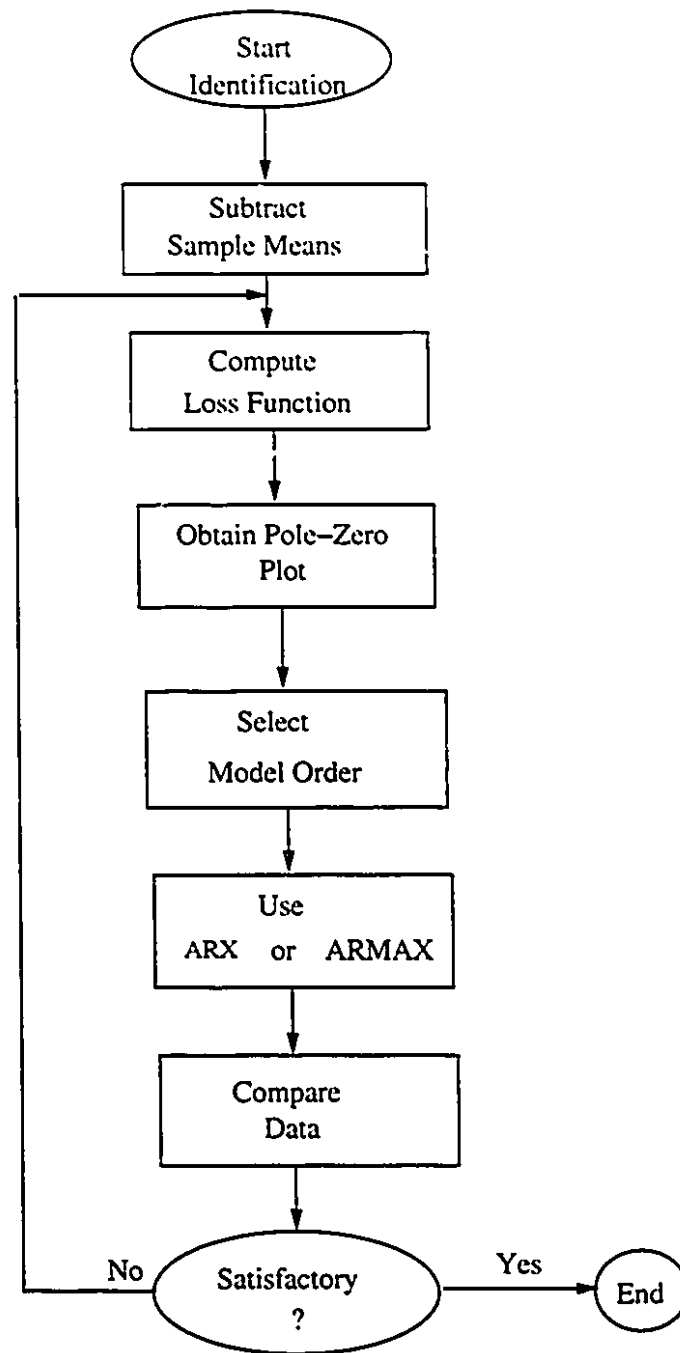 Start
Identification
Subtract
Sample Means
Compute
Loss Function
Obtain Pole-Zero
Plot
Select
Model Order
Use
ARX or ARMAX
Compare
Data
No
Satisfactory
?
Yes
End